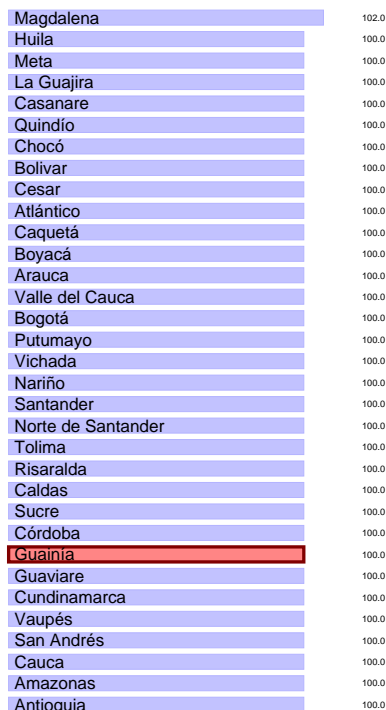 Magdalena 102.0
Huila 100.0
Meta 100.0
La Guajira 100.0
Casanare 100.0
Quindío 100.0
Chocó 100.0
Bolivar 100.0
Cesar 100.0
Atlántico 100.0
Caquetá 100.0
Boyacá 100.0
Arauca 100.0
Valle del Cauca 100.0
Bogotá 100.0
Putumayo 100.0
Vichada 100.0
Nariño 100.0
Santander 100.0
Norte de Santander 100.0
Tolima 100.0
Risaralda 100.0
Caldas 100.0
Sucre 100.0
Córdoba 100.0
Guainía 100.0
Guaviare 100.0
Cundinamarca 100.0
Vaupés 100.0
San Andrés 100.0
Cauca 100.0
Amazonas 100.0
Antioquia 100.0